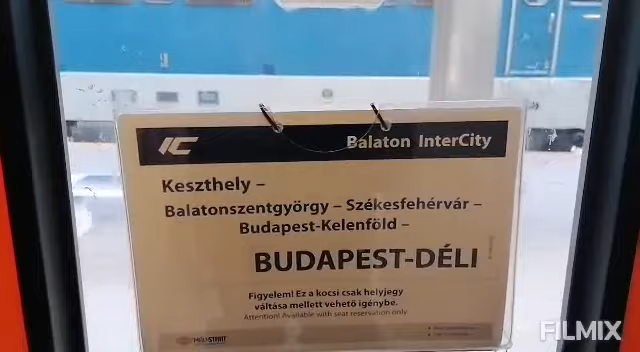 IC
Balaton InterCity
Keszthely –
Balatonszentgyörgy – Székesfehérvár –
Budapest-Kelenföld –
BUDAPEST-DÉLI
Figyelem! Ez a kocsi csak helyjegy
váltása mellett vehető igénybe.
Attention! Available with seat reservation only.
FILMIX